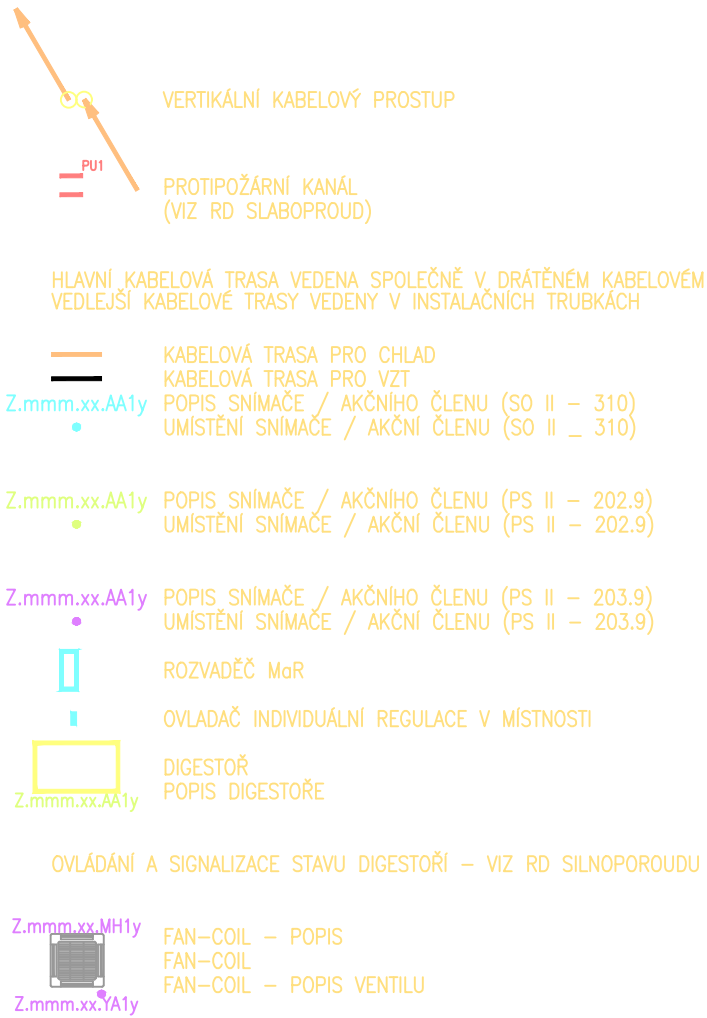 VERTIKÁLNÍ KABELOVÝ PROSTUP
PU1
PROTIPOŽÁRNÍ KANÁL
(VIZ RD SLABOPROUD)
HLAVNÍ KABELOVÁ TRASA VEDENA SPOLEČNĚ V DRÁTĚNÉM KABELOVÉM
VEDLEJŠÍ KABELOVÉ TRASY VEDENY V INSTALAČNÍCH TRUBKÁCH
KABELOVÁ TRASA PRO CHLAD
KABELOVÁ TRASA PRO VZT
Z.mmm.xx.AA1y POPIS SNÍMAČE / AKČNÍHO ČLENU (SO II – 310)
UMÍSTĚNÍ SNÍMAČE / AKČNÍ ČLENU (SO II _ 310)
Z.mmm.xx.AA1y POPIS SNÍMAČE / AKČNÍHO ČLENU (PS II – 202.9)
UMÍSTĚNÍ SNÍMAČE / AKČNÍ ČLENU (PS II – 202.9)
Z.mmm.xx.AA1y POPIS SNÍMAČE / AKČNÍHO ČLENU (PS II – 203.9)
UMÍSTĚNÍ SNÍMAČE / AKČNÍ ČLENU (PS II – 203.9)
ROZVADĚČ MaR
OVLADAČ INDIVIDUÁLNÍ REGULACE V MÍSTNOSTI
DIGESTOŘ
POPIS DIGESTOŘE
Z.mmm.xx.AA1y
OVLÁDÁNÍ A SIGNALIZACE STAVU DIGESTOŘÍ – VIZ RD SILNOPOROUDU
Z.mmm.xx.MH1y
FAN–COIL – POPIS
FAN–COIL
FAN–COIL – POPIS VENTILU
Z.mmm.xx.YA1y